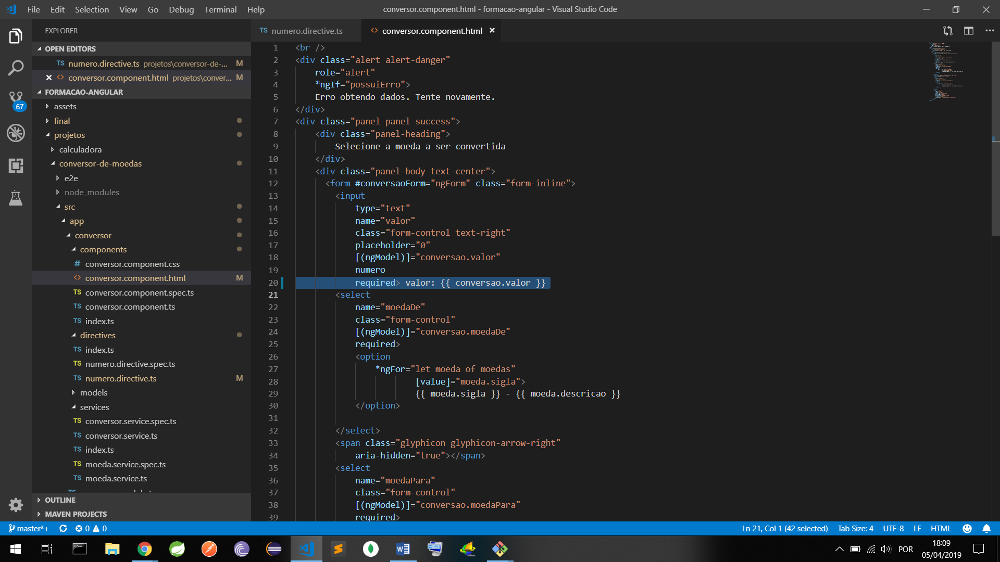 File Edit Selection View Go Debug Terminal Help
conversor.component.html - formacao-angular - Visual Studio Code
EXPLORER
OPEN EDITORS
TS numero.directive.ts projetos\conversor-de-... M
conversor.component.html projetos\conver... M
FORMACAO-ANGULAR
assets
final
projetos
calculadora
conversor-de-moedas
e2e
node_modules
src
app
conversor
components
# conversor.component.css
<> conversor.component.html M
TS conversor.component.spec.ts
TS conversor.component.ts
TS index.ts
directives
TS index.ts
TS numero.directive.spec.ts
TS numero.directive.ts M
models
services
TS conversor.service.spec.ts
TS conversor.service.ts
TS index.ts
TS moeda.service.spec.ts
TS moeda.service.ts
TS conversor.module.ts
OUTLINE
MAVEN PROJECTS
67
TS numero.directive.ts
<> conversor.component.html
1 <br />
2 <div class="alert alert-danger"
3 role="alert"
4 *ngIf="possuiErro">
5 Erro obtendo dados. Tente novamente.
6 </div>
7 <div class="panel panel-success">
8 <div class="panel-heading">
9 Selecione a moeda a ser convertida
10 </div>
11 <div class="panel-body text-center">
12 <form #conversaoForm="ngForm" class="form-inline">
13 <input
14 type="text"
15 name="valor"
16 class="form-control text-right"
17 placeholder="0"
18 [(ngModel)]="conversao.valor"
19 numero
20 required> valor: {{ conversao.valor }}
21 <select
22 name="moedaDe"
23 class="form-control"
24 [(ngModel)]="conversao.moedaDe"
25 required>
26 <option
27 *ngFor="let moeda of moedas"
28 [value]="moeda.sigla">
29 {{ moeda.sigla }} - {{ moeda.descricao }}
30 </option>
31
32 </select>
33 <span class="glyphicon glyphicon-arrow-right"
34 aria-hidden="true"></span>
35 <select
36 name="moedaPara"
37 class="form-control"
38 [(ngModel)]="conversao.moedaPara"
39 required>
master*+ 0 0
Ln 21, Col 1 (42 selected) Tab Size: 4 UTF-8 LF HTML
POR
18:09
05/04/2019